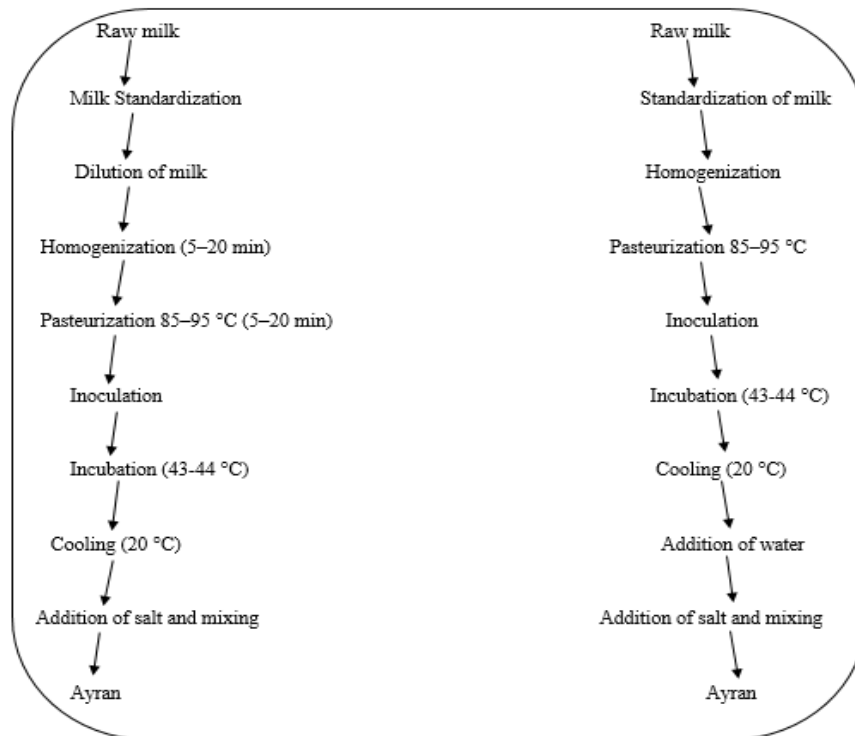 Raw milk
Milk Standardization
Dilution of milk
Homogenization (5–20 min)
Pasteurization 85–95 °C (5–20 min)
Inoculation
Incubation (43-44 °C)
Cooling (20 °C)
Addition of salt and mixing
Ayran
Raw milk
Standardization of milk
Homogenization
Pasteurization 85–95 °C
Inoculation
Incubation (43-44 °C)
Cooling (20 °C)
Addition of water
Addition of salt and mixing
Ayran